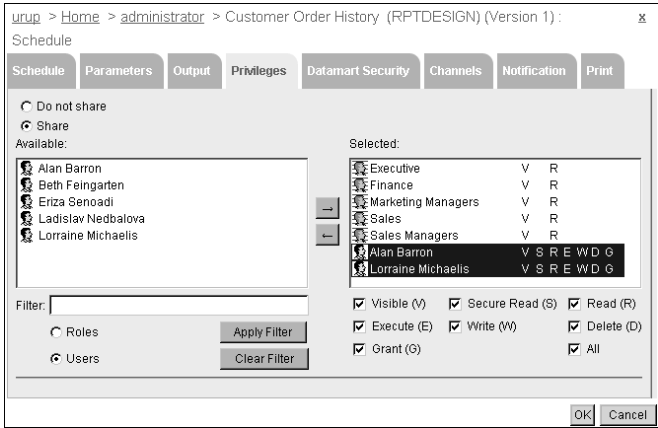 urup > Home > administrator > Customer Order History (RPTDESIGN) (Version 1) : x
Schedule
Schedule Parameters Output Privileges Datamart Security Channels Notification Print
Do not share
Share
Available: Selected:
Alan Barron
Beth Feingarten
Eriza Senoadi
Ladislav Nedbalova
Lorraine Michaelis
→
←
Executive V R
Finance V R
Marketing Managers V R
Sales V R
Sales Managers V R
Alan Barron V S R E W D G
Lorraine Michaelis V S R E W D G
Filter:
Roles Apply Filter
Users Clear Filter
Visible (V) Secure Read (S) Read (R)
Execute (E) Write (W) Delete (D)
Grant (G) All
OK Cancel